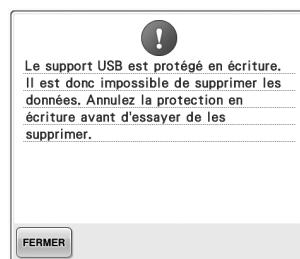 Le support USB est protégé en écriture.
Il est donc impossible de supprimer les
données. Annulez la protection en
écriture avant d'essayer de les
supprimer.
FERMER